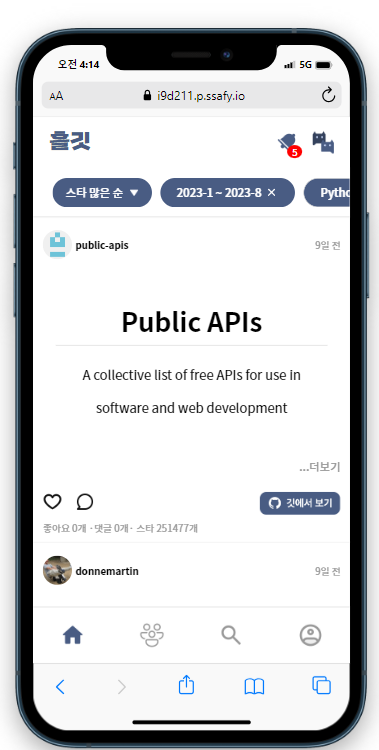 오전 4:14
5G
AA
i9d211.p.ssafy.io
흘깃
5
스타 많은 순 ▼
2023-1 ~ 2023-8 ×
Pytho
public-apis
9일 전
Public APIs
A collective list of free APIs for use in
software and web development
...더보기
깃에서 보기
좋아요 0개 · 댓글 0개 · 스타 251477개
donnemartin
9일 전